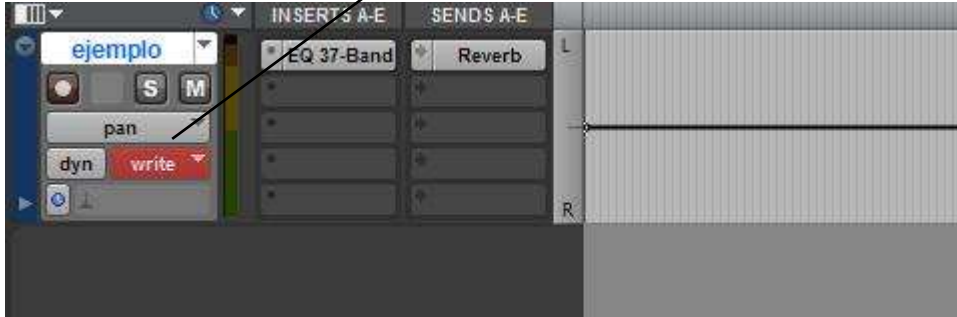 INSERTS A-E SENDS A-E
ejemplo EQ 37-Band Reverb L
S M
pan
dyn write
R